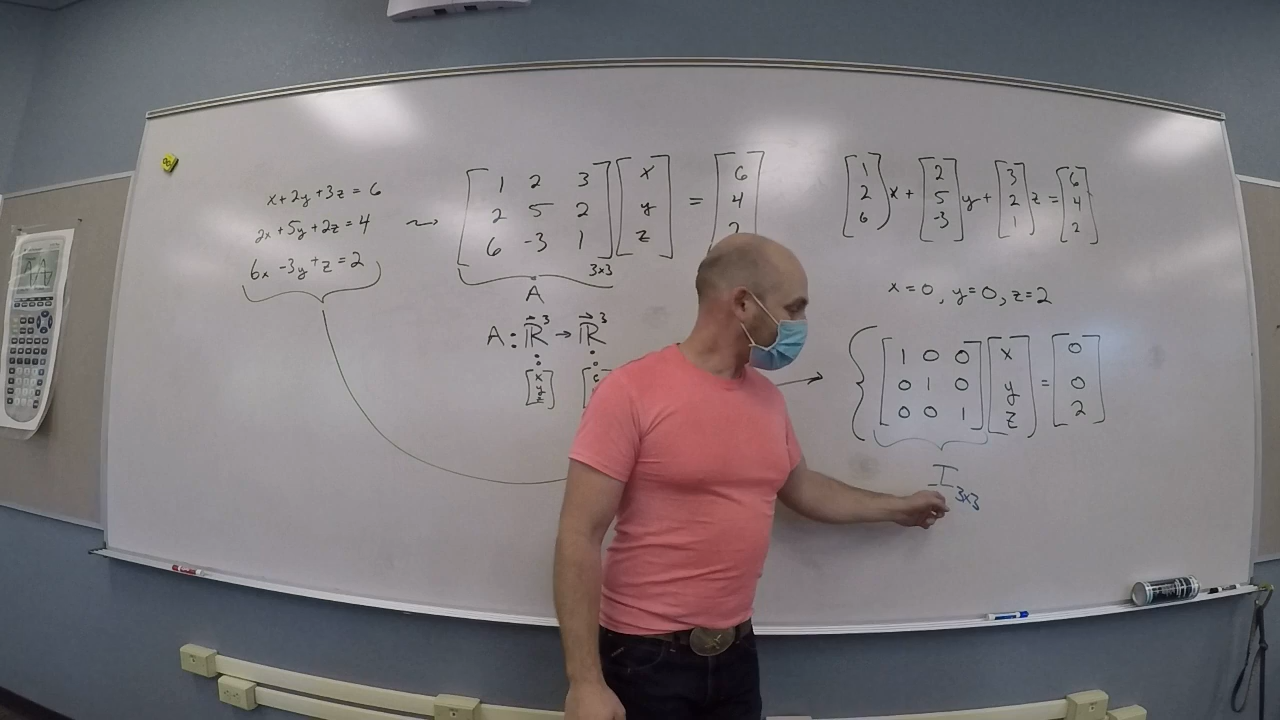 x+2y+3z=6
2x+5y+2z=4
6x-3y+z=2
[1 2 3] [x] = [6]
[2 5 2] [y] [4]
[6 -3 1] [z] [2]
3x3
A
A: ℝ⃗³ → ℝ⃗³
[x]
[y]
[z]
[1] [2] [3] [6]
[2]x+[5]y+[2]z=[4]
[6] [-3] [1] [2]
x=0, y=0, z=2
[1 0 0] [x] [0]
[0 1 0] [y] = [0]
[0 0 1] [z] [2]
I 3x3